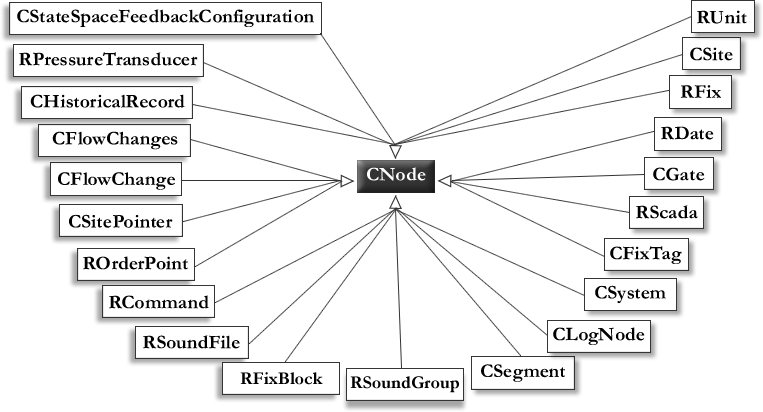 CStateSpaceFeedbackConfiguration
RUnit
RPressureTransducer
CSite
CHistoricalRecord
RFix
CFlowChanges
RDate
CFlowChange
CNode
CGate
CSitePointer
RScada
ROrderPoint
CFixTag
RCommand
CSystem
RSoundFile
CLogNode
RFixBlock
RSoundGroup
CSegment